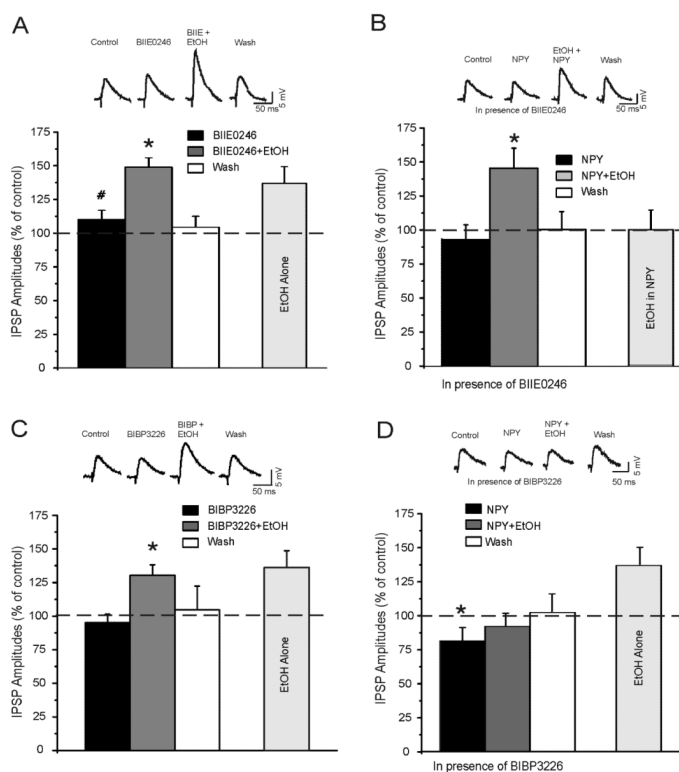 A
BIIE +
Control BIIE0246 EtOH Wash
5 mV
50 ms
175
150
125
100
75
50
25
0
IPSP Amplitudes (% of control)
BIIE0246
BIIE0246+EtOH
Wash
#
*
EtOH Alone
B
EtOH +
Control NPY NPY Wash
In presence of BIIE0246
5 mV
50 ms
175
150
125
100
75
50
25
0
IPSP Amplitudes (% of control)
NPY
NPY+EtOH
Wash
*
EtOH in NPY
In presence of BIIE0246
C
BIBP +
Control BIBP3226 EtOH Wash
5 mV
50 ms
175
150
125
100
75
50
25
0
IPSP Amplitudes (% of control)
BIBP3226
BIBP3226+EtOH
Wash
*
EtOH Alone
D
NPY +
Control NPY EtOH Wash
In presence of BIBP3226
5 mV
50 ms
175
150
125
100
75
50
25
0
IPSP Amplitudes (% of control)
NPY
NPY+EtOH
Wash
*
EtOH Alone
In presence of BIBP3226